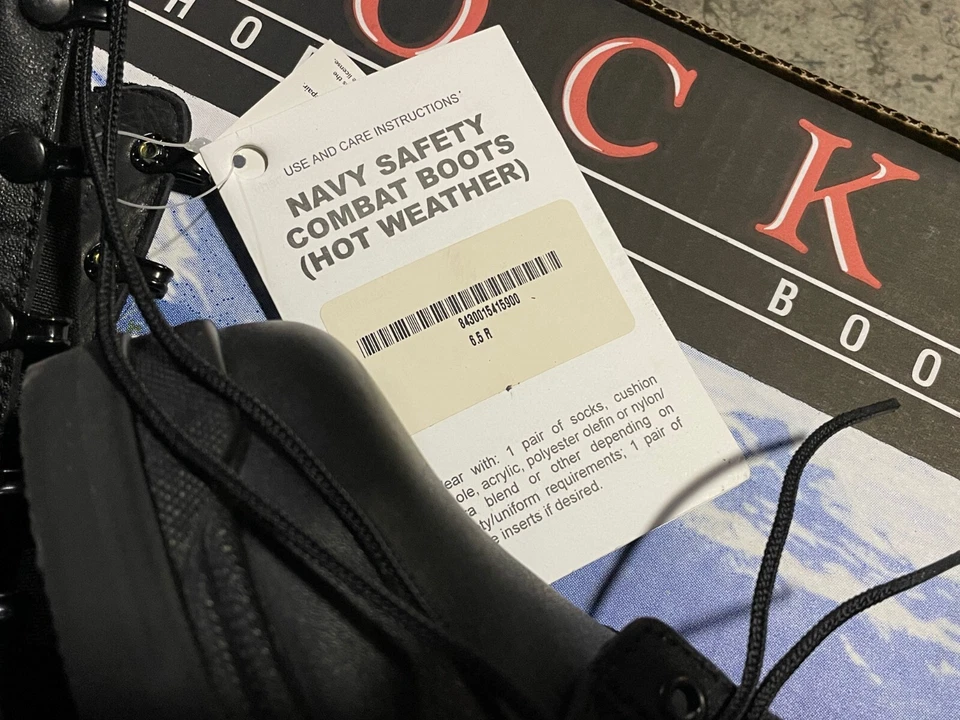 H O
O C K
B O O
s license.
pair.
USE AND CARE INSTRUCTIONS
NAVY SAFETY
COMBAT BOOTS
(HOT WEATHER)
8430015415900
6.5 R
ear with: 1 pair of socks, cushion
ole, acrylic, polyester olefin or nylon/
a blend or other depending on
ty/uniform requirements; 1 pair of
e inserts if desired.